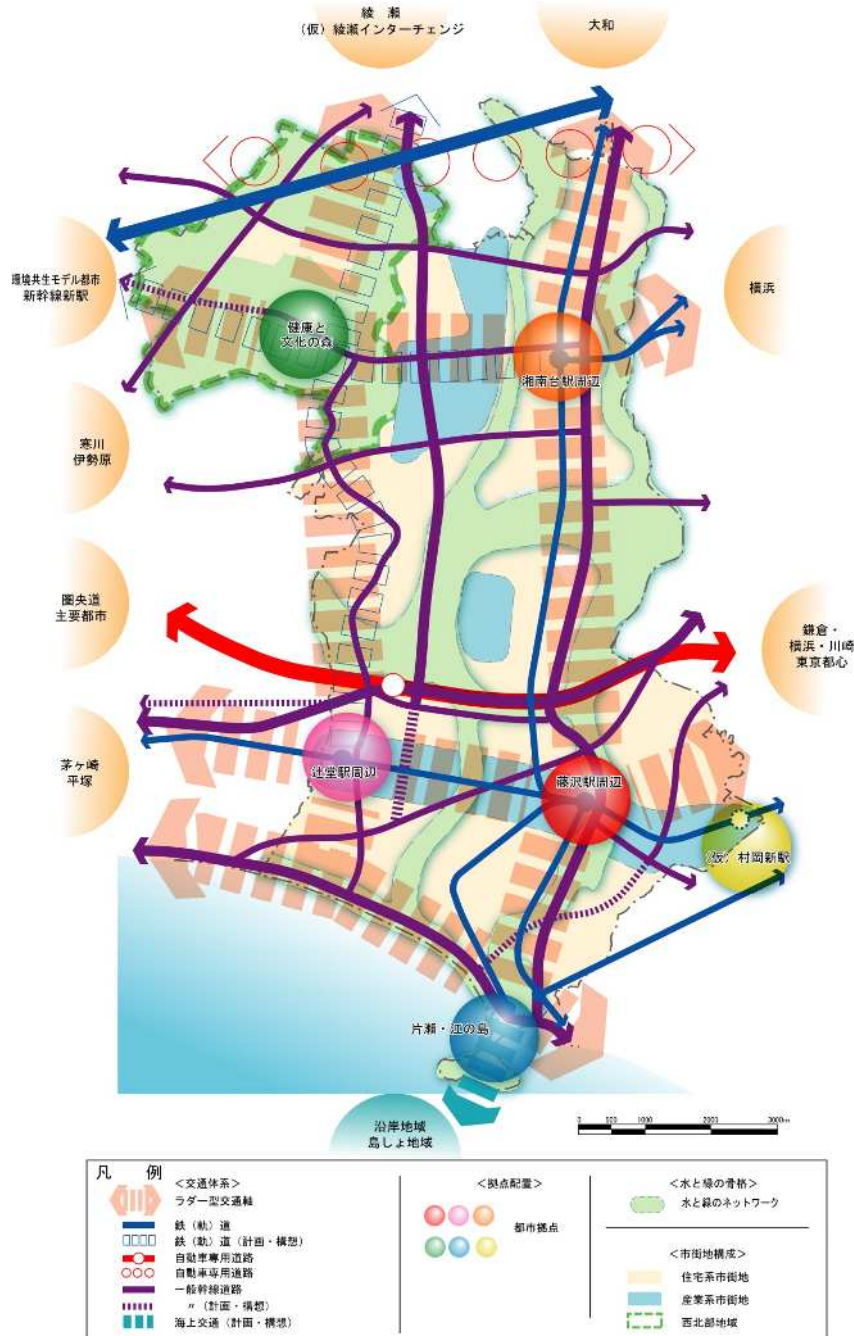 綾 瀬
（仮）綾瀬インターチェンジ
大和
環境共生モデル都市
新幹線新駅
横浜
健康と
文化の森
湘南台駅周辺
寒川
伊勢原
圏央道
主要都市
鎌倉・
横浜・川崎
東京都心
茅ヶ崎
平塚
辻堂駅周辺
藤沢駅周辺
（仮）村岡新駅
片瀬・江の島
沿岸地域
島しょ地域
0 500 1000 2000 3000m
凡 例
＜交通体系＞
ラダー型交通軸
鉄（軌）道
鉄（軌）道（計画・構想）
自動車専用道路
自動車専用道路
一般幹線道路
〃（計画・構想）
海上交通（計画・構想）
＜拠点配置＞
都市拠点
＜水と緑の骨格＞
水と緑のネットワーク
＜市街地構成＞
住宅系市街地
産業系市街地
西北部地域